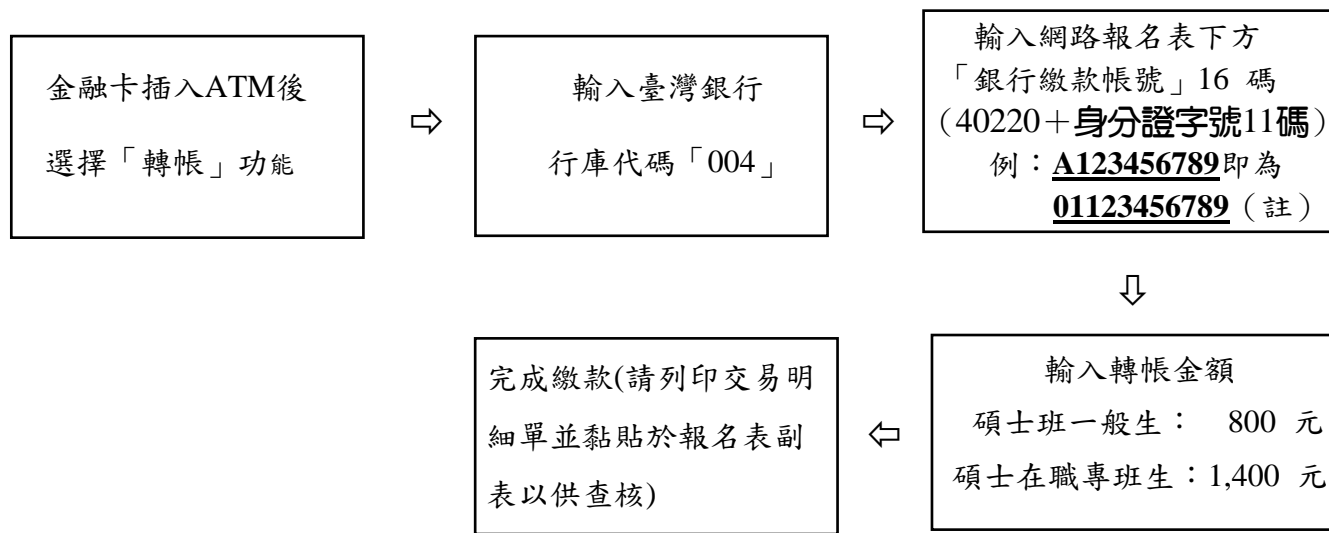 金融卡插入ATM後
選擇「轉帳」功能
⇨
輸入臺灣銀行
行庫代碼「004」
⇨
輸入網路報名表下方
「銀行繳款帳號」16 碼
（40220＋身分證字號11碼）
例：A123456789即為
01123456789（註）
⇩
輸入轉帳金額
碩士班一般生： 800 元
碩士在職專班生：1,400 元
⇦
完成繳款(請列印交易明
細單並黏貼於報名表副
表以供查核)